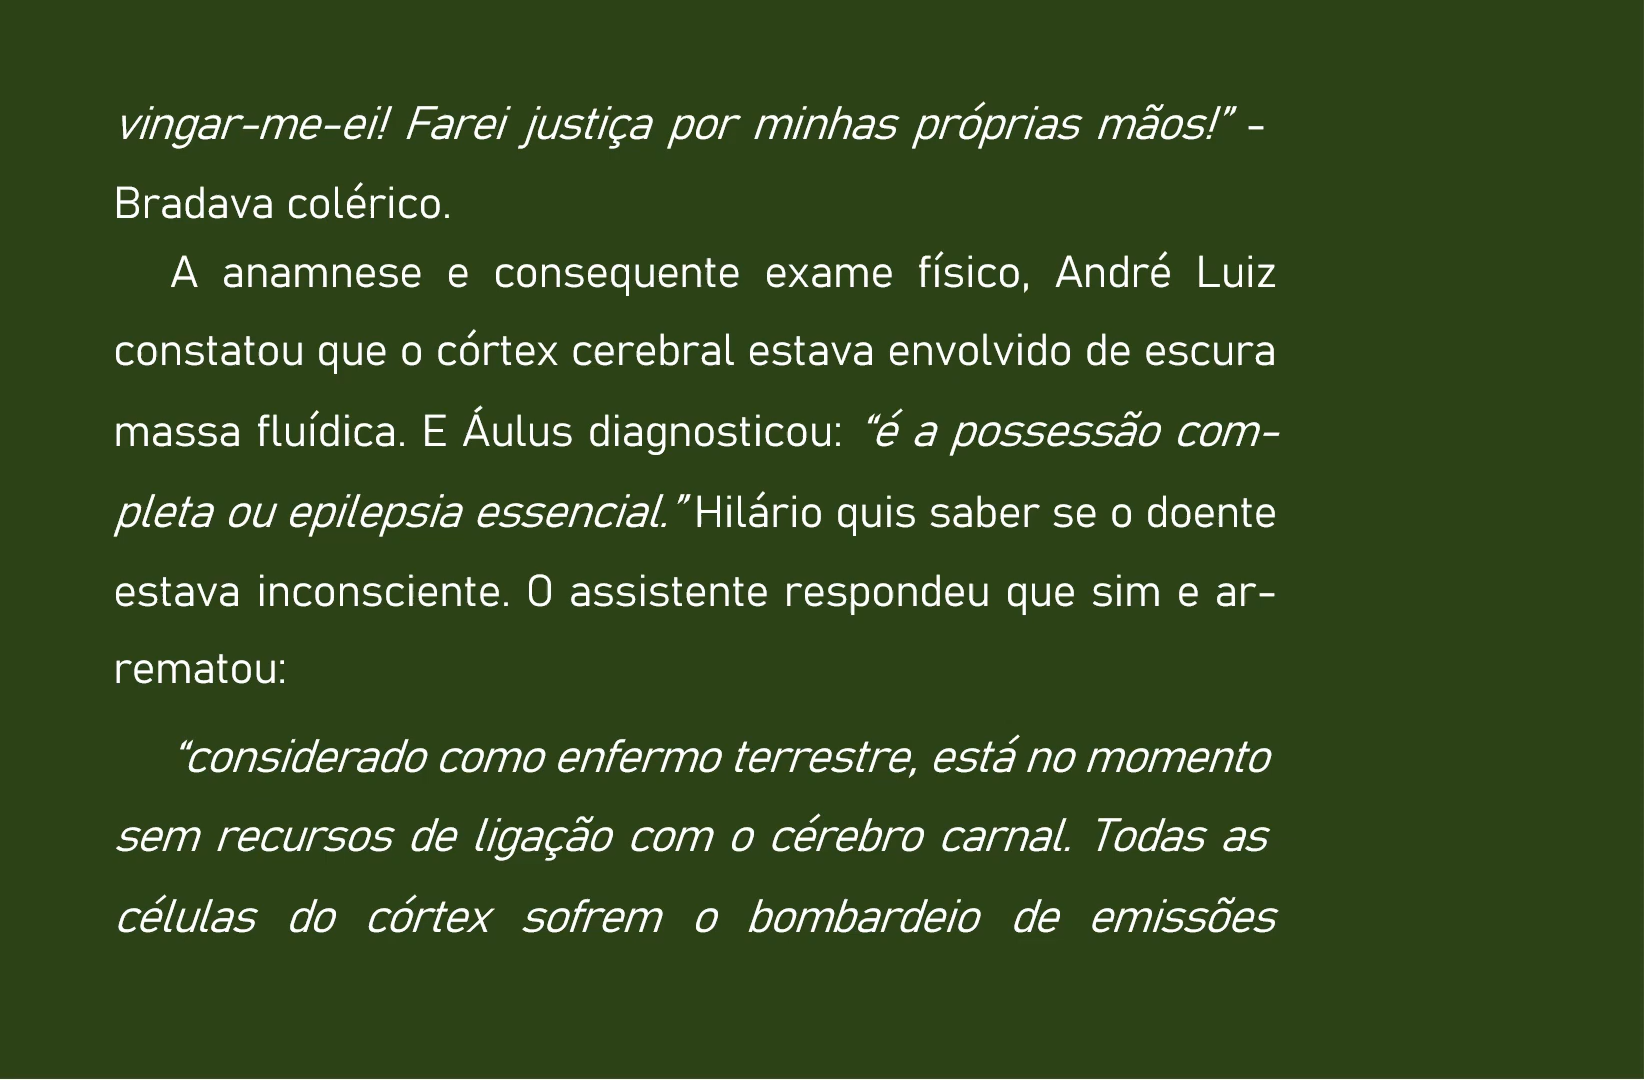 vingar-me-ei! Farei justiça por minhas próprias mãos!” -
Bradava colérico.
A anamnese e consequente exame físico, André Luiz
constatou que o córtex cerebral estava envolvido de escura
massa fluídica. E Áulus diagnosticou: “é a possessão com-
pleta ou epilepsia essencial.” Hilário quis saber se o doente
estava inconsciente. O assistente respondeu que sim e ar-
rematou:
“considerado como enfermo terrestre, está no momento
sem recursos de ligação com o cérebro carnal. Todas as
células do córtex sofrem o bombardeio de emissões